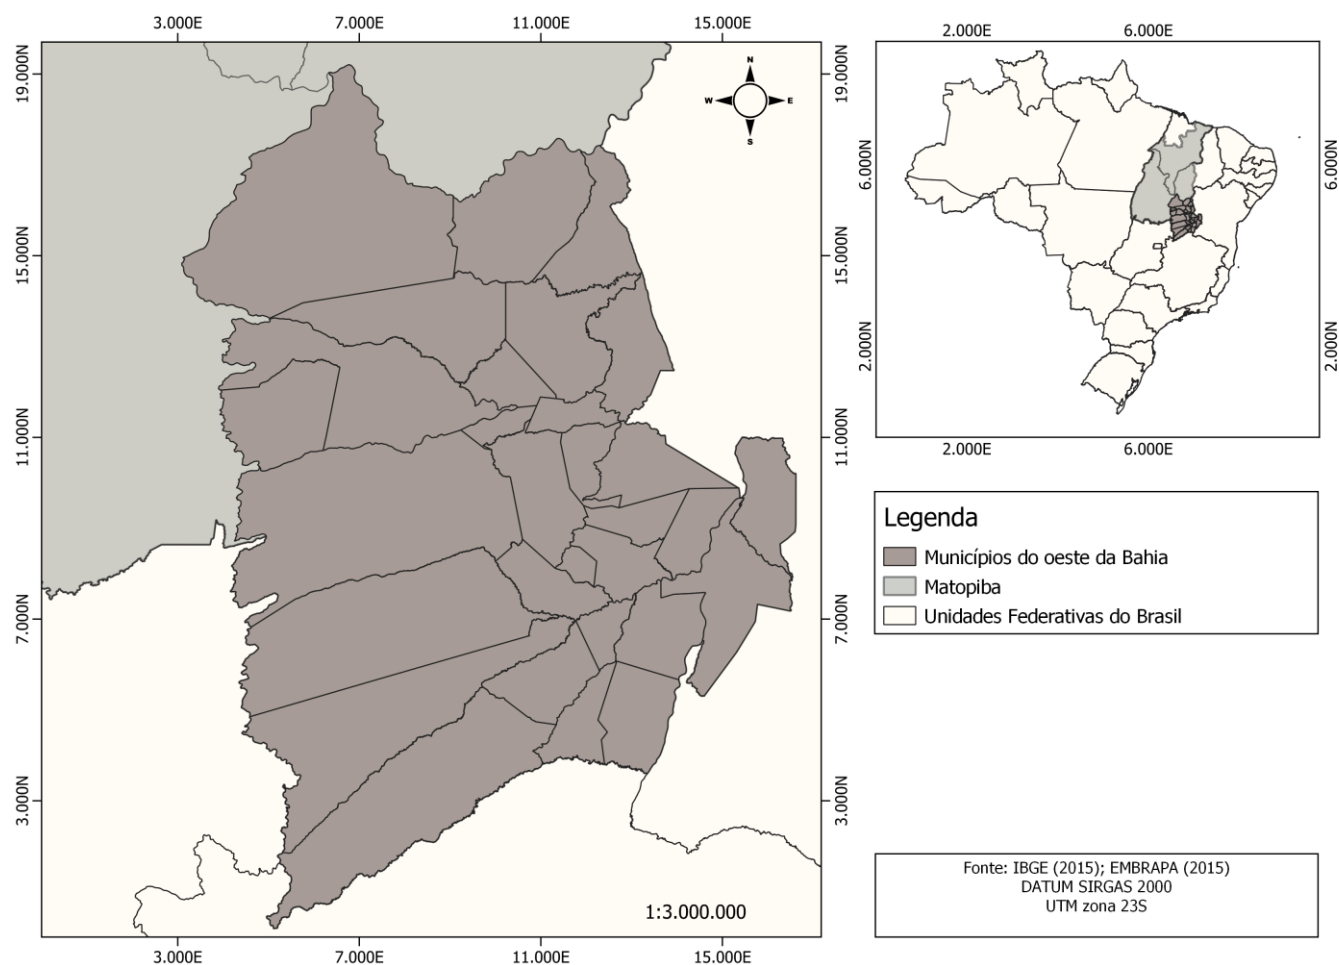 3.000E 7.000E 11.000E 15.000E
19.000N
15.000N
11.000N
7.000N
3.000N
N
W E
S
19.000N
15.000N
11.000N
7.000N
3.000N
1:3.000.000
3.000E 7.000E 11.000E 15.000E
2.000E 6.000E
6.000N
2.000N
6.000N
2.000N
2.000E 6.000E
Legenda
Municípios do oeste da Bahia
Matopiba
Unidades Federativas do Brasil
Fonte: IBGE (2015); EMBRAPA (2015)
DATUM SIRGAS 2000
UTM zona 23S